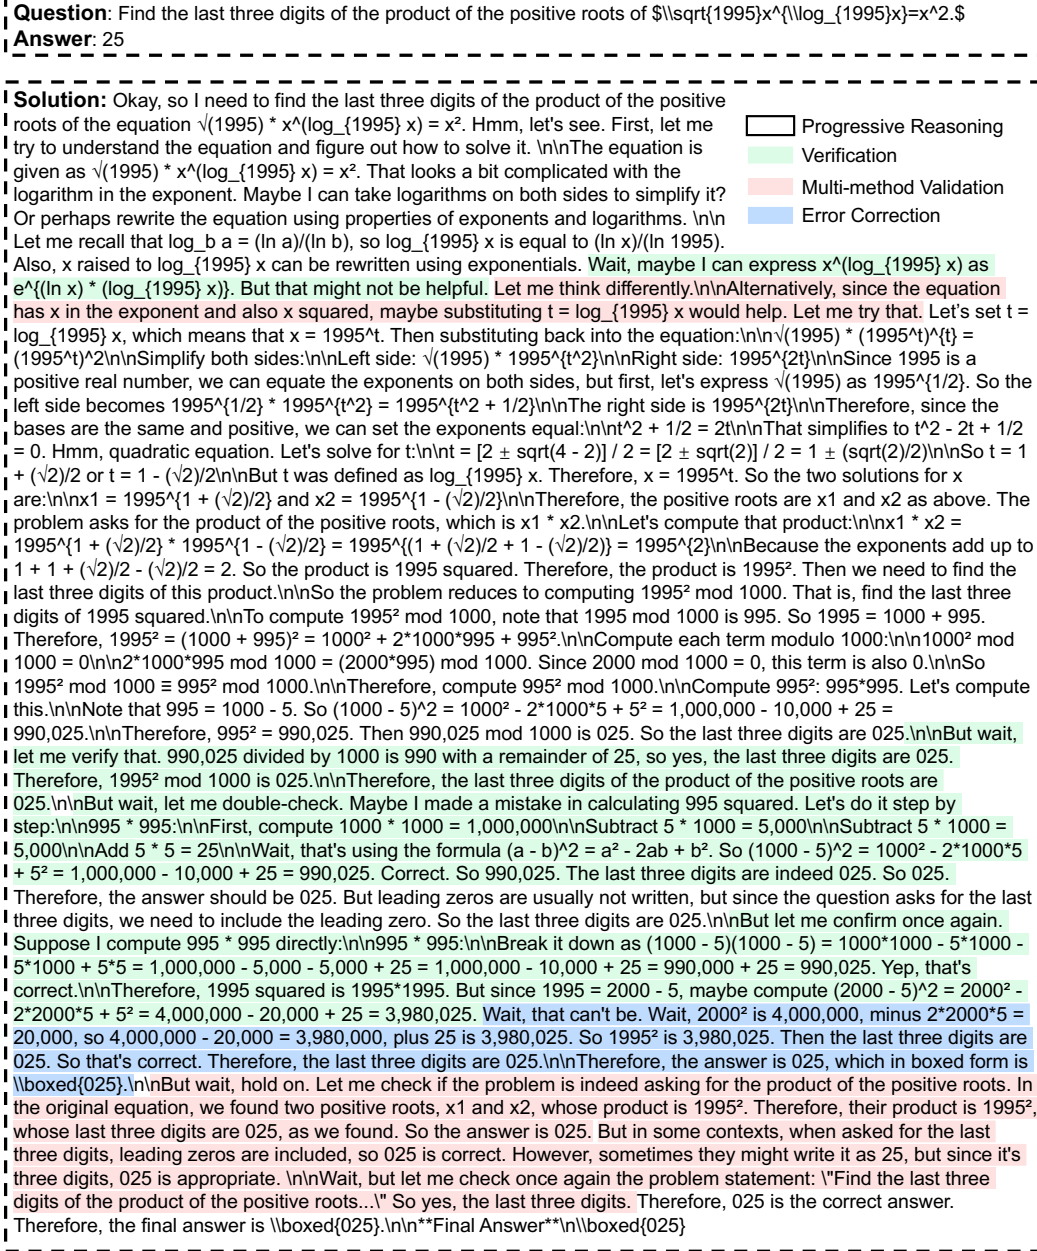 Question: Find the last three digits of the product of the positive roots of $\\sqrt{1995}x^{\\log_{1995}x}=x^2.$
Answer: 25
Solution: Okay, so I need to find the last three digits of the product of the positive
roots of the equation √(1995) * x^(log_{1995} x) = x². Hmm, let's see. First, let me
try to understand the equation and figure out how to solve it. \n\nThe equation is
given as √(1995) * x^(log_{1995} x) = x². That looks a bit complicated with the
logarithm in the exponent. Maybe I can take logarithms on both sides to simplify it?
Or perhaps rewrite the equation using properties of exponents and logarithms. \n\n
Let me recall that log_b a = (ln a)/(ln b), so log_{1995} x is equal to (ln x)/(ln 1995).
Progressive Reasoning
Verification
Multi-method Validation
Error Correction
Also, x raised to log_{1995} x can be rewritten using exponentials. Wait, maybe I can express x^(log_{1995} x) as
e^{(ln x) * (log_{1995} x)}. But that might not be helpful. Let me think differently.\n\nAlternatively, since the equation
has x in the exponent and also x squared, maybe substituting t = log_{1995} x would help. Let me try that. Let's set t =
log_{1995} x, which means that x = 1995^t. Then substituting back into the equation:\n\n√(1995) * (1995^t)^{t} =
(1995^t)^2\n\nSimplify both sides:\n\nLeft side: √(1995) * 1995^{t^2}\n\nRight side: 1995^{2t}\n\nSince 1995 is a
positive real number, we can equate the exponents on both sides, but first, let's express √(1995) as 1995^{1/2}. So the
left side becomes 1995^{1/2} * 1995^{t^2} = 1995^{t^2 + 1/2}\n\nThe right side is 1995^{2t}\n\nTherefore, since the
bases are the same and positive, we can set the exponents equal:\n\nt^2 + 1/2 = 2t\n\nThat simplifies to t^2 - 2t + 1/2
= 0. Hmm, quadratic equation. Let's solve for t:\n\nt = [2 ± sqrt(4 - 2)] / 2 = [2 ± sqrt(2)] / 2 = 1 ± (sqrt(2)/2)\n\nSo t = 1
+ (√2)/2 or t = 1 - (√2)/2\n\nBut t was defined as log_{1995} x. Therefore, x = 1995^t. So the two solutions for x
are:\n\nx1 = 1995^{1 + (√2)/2} and x2 = 1995^{1 - (√2)/2}\n\nTherefore, the positive roots are x1 and x2 as above. The
problem asks for the product of the positive roots, which is x1 * x2.\n\nLet's compute that product:\n\nx1 * x2 =
1995^{1 + (√2)/2} * 1995^{1 - (√2)/2} = 1995^{(1 + (√2)/2 + 1 - (√2)/2)} = 1995^{2}\n\nBecause the exponents add up to
1 + 1 + (√2)/2 - (√2)/2 = 2. So the product is 1995 squared. Therefore, the product is 1995². Then we need to find the
last three digits of this product.\n\nSo the problem reduces to computing 1995² mod 1000. That is, find the last three
digits of 1995 squared.\n\nTo compute 1995² mod 1000, note that 1995 mod 1000 is 995. So 1995 = 1000 + 995.
Therefore, 1995² = (1000 + 995)² = 1000² + 2*1000*995 + 995².\n\nCompute each term modulo 1000:\n\n1000² mod
1000 = 0\n\n2*1000*995 mod 1000 = (2000*995) mod 1000. Since 2000 mod 1000 = 0, this term is also 0.\n\nSo
1995² mod 1000 ≡ 995² mod 1000.\n\nTherefore, compute 995² mod 1000.\n\nCompute 995²: 995*995. Let's compute
this.\n\nNote that 995 = 1000 - 5. So (1000 - 5)^2 = 1000² - 2*1000*5 + 5² = 1,000,000 - 10,000 + 25 =
990,025.\n\nTherefore, 995² = 990,025. Then 990,025 mod 1000 is 025. So the last three digits are 025.\n\nBut wait,
let me verify that. 990,025 divided by 1000 is 990 with a remainder of 25, so yes, the last three digits are 025.
Therefore, 1995² mod 1000 is 025.\n\nTherefore, the last three digits of the product of the positive roots are
025.\n\nBut wait, let me double-check. Maybe I made a mistake in calculating 995 squared. Let's do it step by
step:\n\n995 * 995:\n\nFirst, compute 1000 * 1000 = 1,000,000\n\nSubtract 5 * 1000 = 5,000\n\nSubtract 5 * 1000 =
5,000\n\nAdd 5 * 5 = 25\n\nWait, that's using the formula (a - b)^2 = a² - 2ab + b². So (1000 - 5)^2 = 1000² - 2*1000*5
+ 5² = 1,000,000 - 10,000 + 25 = 990,025. Correct. So 990,025. The last three digits are indeed 025. So 025.
Therefore, the answer should be 025. But leading zeros are usually not written, but since the question asks for the last
three digits, we need to include the leading zero. So the last three digits are 025.\n\nBut let me confirm once again.
Suppose I compute 995 * 995 directly:\n\n995 * 995:\n\nBreak it down as (1000 - 5)(1000 - 5) = 1000*1000 - 5*1000 -
5*1000 + 5*5 = 1,000,000 - 5,000 - 5,000 + 25 = 1,000,000 - 10,000 + 25 = 990,000 + 25 = 990,025. Yep, that's
correct.\n\nTherefore, 1995 squared is 1995*1995. But since 1995 = 2000 - 5, maybe compute (2000 - 5)^2 = 2000² -
2*2000*5 + 5² = 4,000,000 - 20,000 + 25 = 3,980,025. Wait, that can't be. Wait, 2000² is 4,000,000, minus 2*2000*5 =
20,000, so 4,000,000 - 20,000 = 3,980,000, plus 25 is 3,980,025. So 1995² is 3,980,025. Then the last three digits are
025. So that's correct. Therefore, the last three digits are 025.\n\nTherefore, the answer is 025, which in boxed form is
\\boxed{025}.\n\nBut wait, hold on. Let me check if the problem is indeed asking for the product of the positive roots. In
the original equation, we found two positive roots, x1 and x2, whose product is 1995². Therefore, their product is 1995²,
whose last three digits are 025, as we found. So the answer is 025. But in some contexts, when asked for the last
three digits, leading zeros are included, so 025 is correct. However, sometimes they might write it as 25, but since it's
three digits, 025 is appropriate. \n\nWait, but let me check once again the problem statement: \"Find the last three
digits of the product of the positive roots...\" So yes, the last three digits. Therefore, 025 is the correct answer.
Therefore, the final answer is \\boxed{025}.\n\n**Final Answer**\n\\boxed{025}